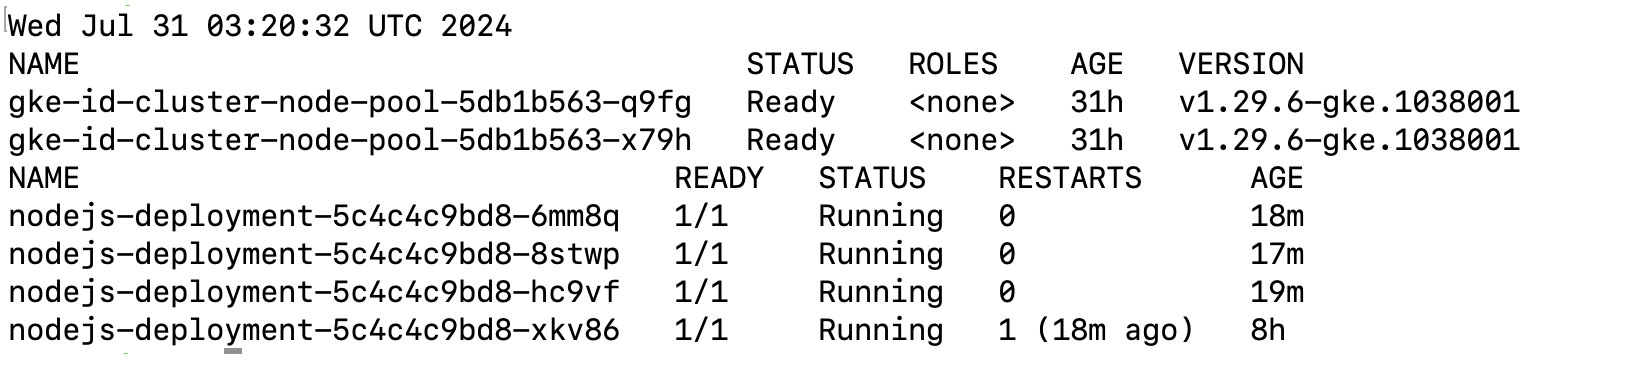 Wed Jul 31 03:20:32 UTC 2024
NAME STATUS ROLES AGE VERSION
gke-id-cluster-node-pool-5db1b563-q9fg Ready <none> 31h v1.29.6-gke.1038001
gke-id-cluster-node-pool-5db1b563-x79h Ready <none> 31h v1.29.6-gke.1038001
NAME READY STATUS RESTARTS AGE
nodejs-deployment-5c4c4c9bd8-6mm8q 1/1 Running 0 18m
nodejs-deployment-5c4c4c9bd8-8stwp 1/1 Running 0 17m
nodejs-deployment-5c4c4c9bd8-hc9vf 1/1 Running 0 19m
nodejs-deployment-5c4c4c9bd8-xkv86 1/1 Running 1 (18m ago) 8h